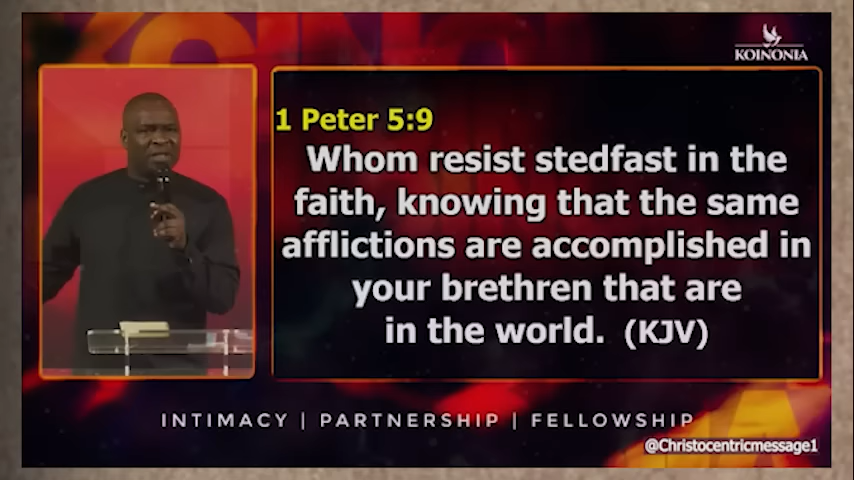 KOINONIA
1 Peter 5:9
Whom resist stedfast in the
faith, knowing that the same
afflictions are accomplished in
your brethren that are
in the world. (KJV)
INTIMACY | PARTNERSHIP | FELLOWSHIP
@Christocentricmessage1